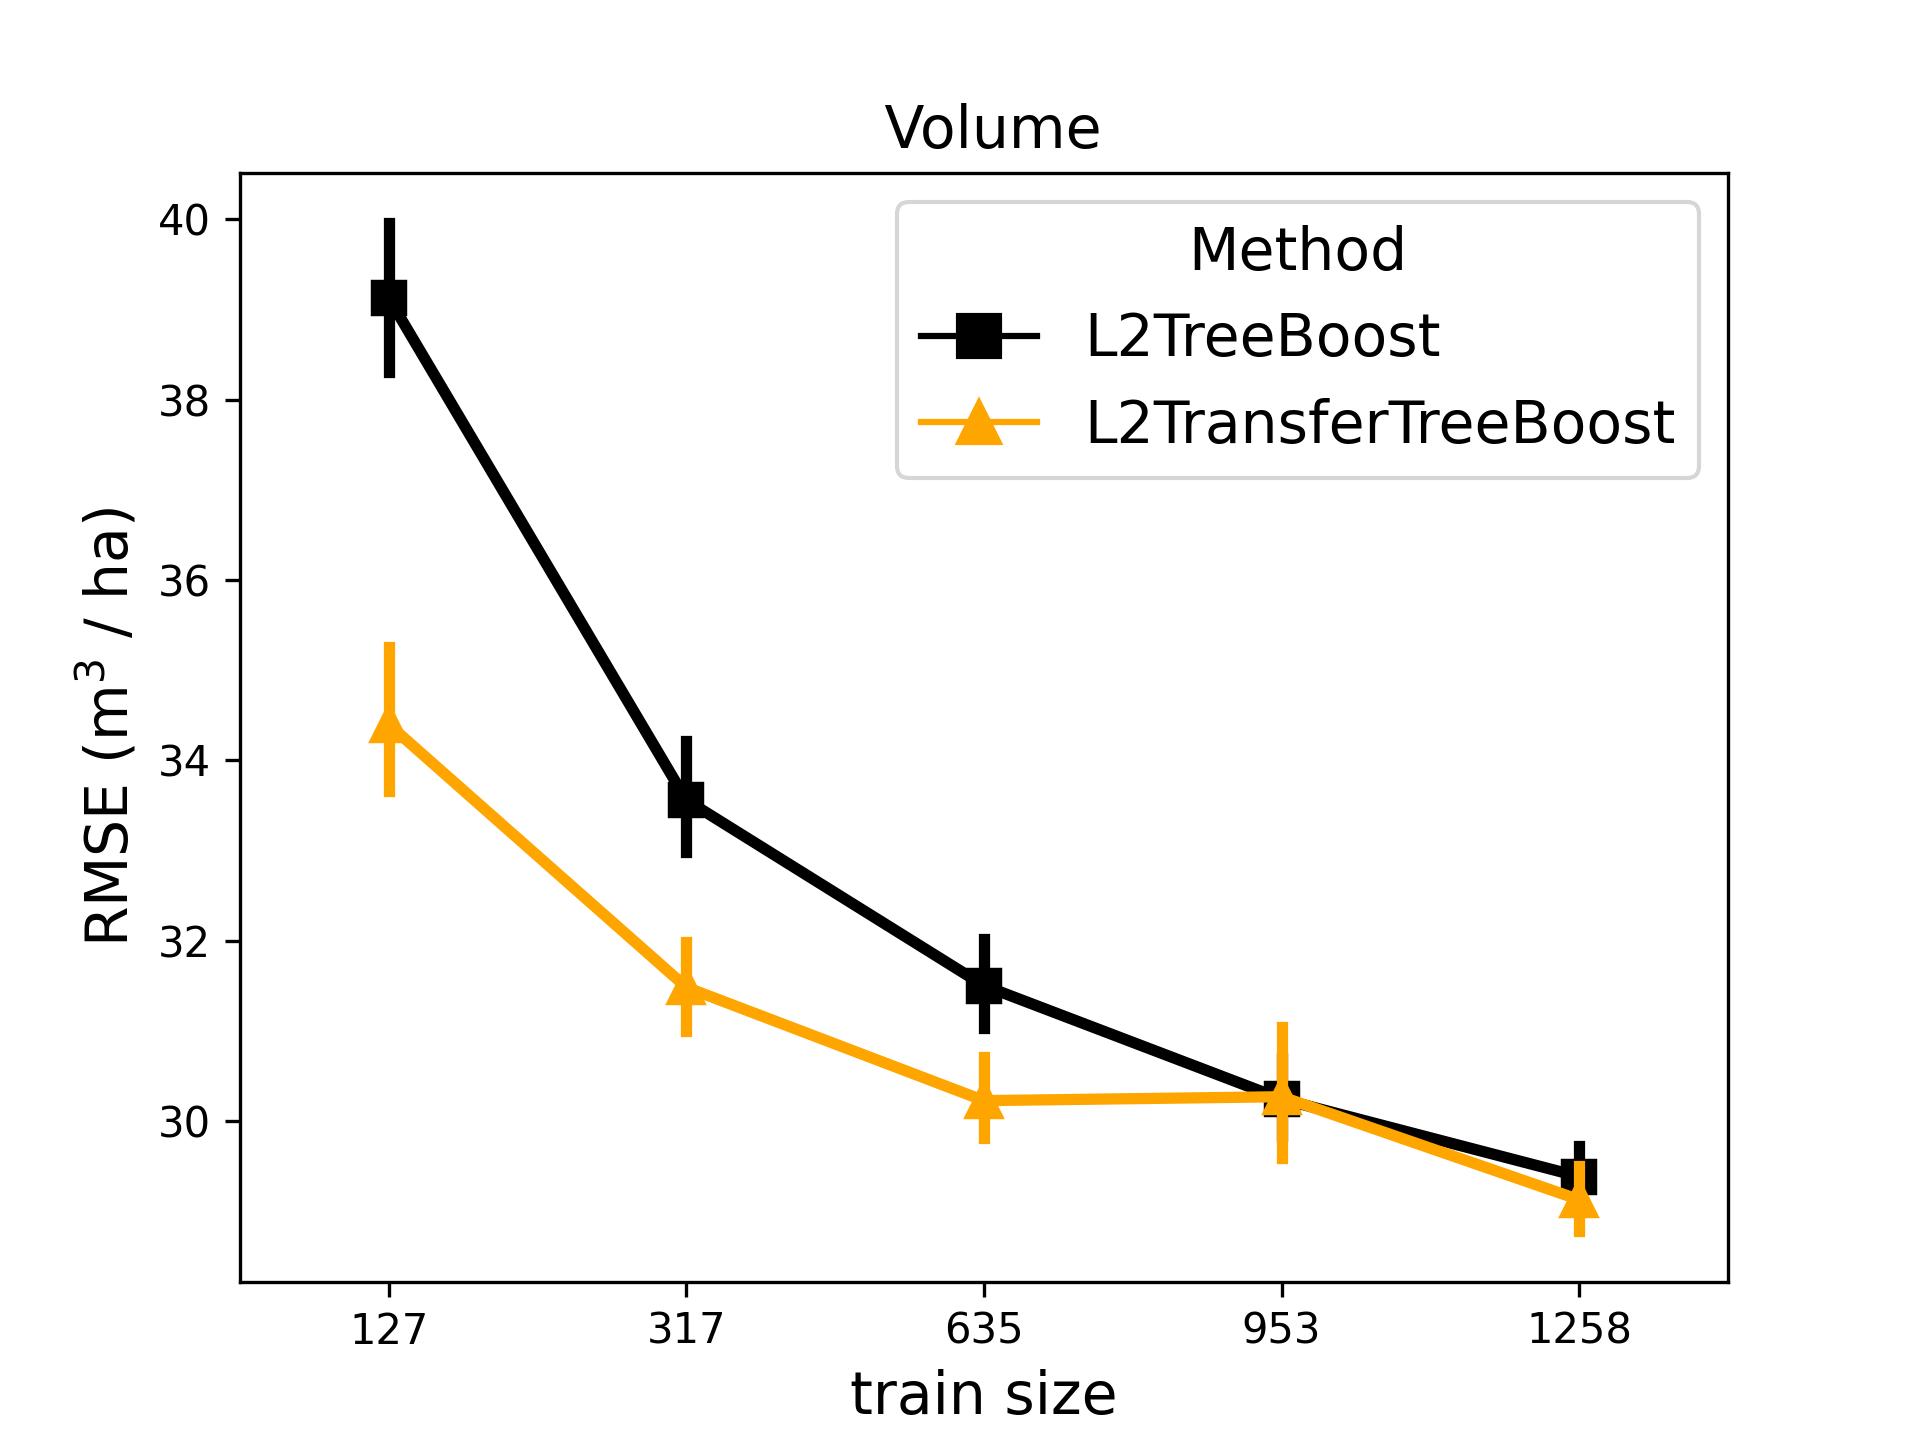 Volume
Method
L2TreeBoost
L2TransferTreeBoost
RMSE (m³ / ha)
40
38
36
34
32
30
127 317 635 953 1258
train size